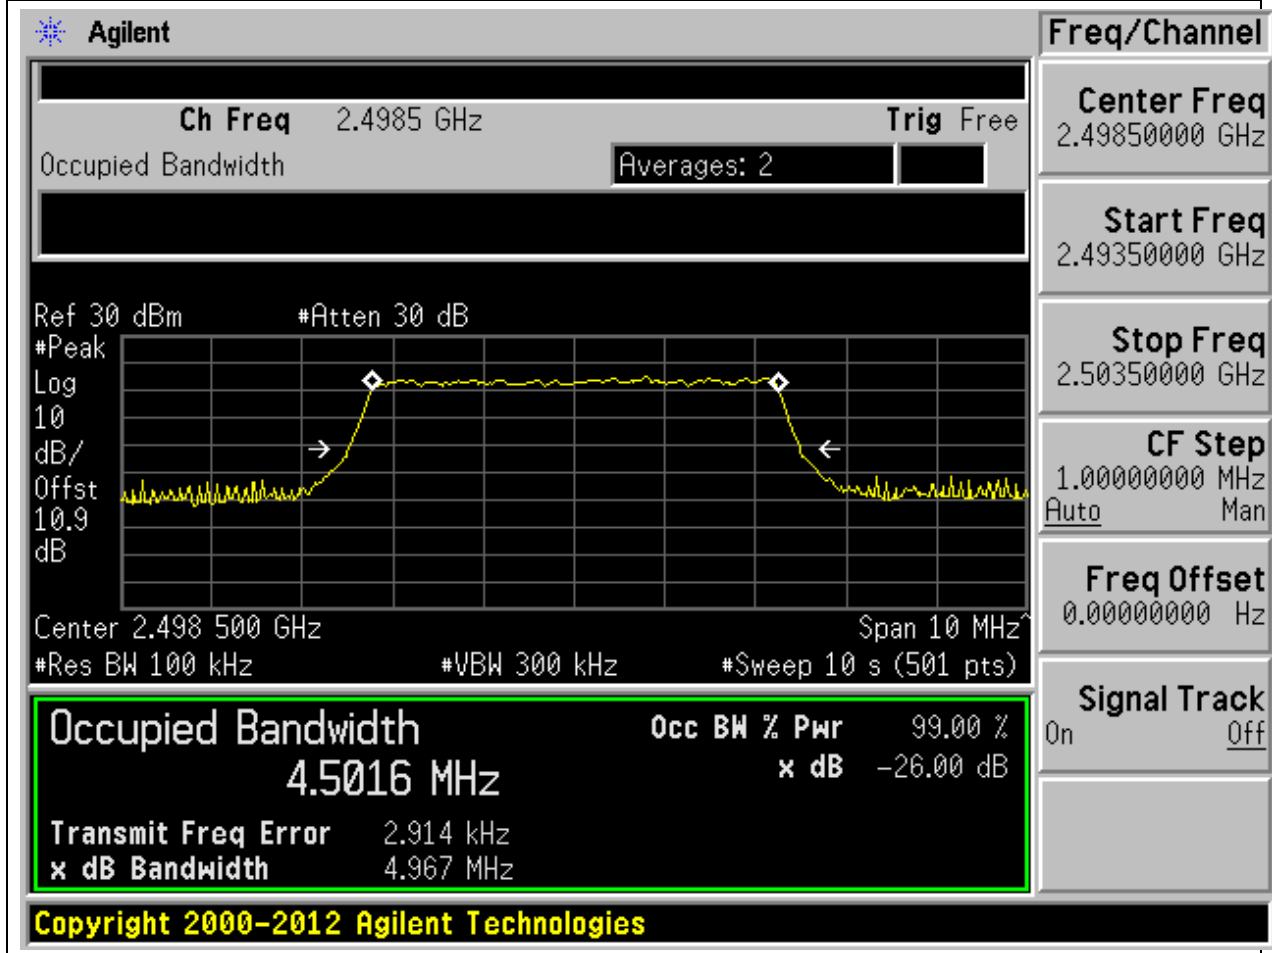 Agilent
Freq/Channel
Ch Freq 2.4985 GHz Trig Free
Occupied Bandwidth Averages: 2
Ref 30 dBm #Atten 30 dB
#Peak
Log
10
dB/
Offst
10.9
dB
Center 2.498 500 GHz Span 10 MHz^
#Res BW 100 kHz #VBW 300 kHz #Sweep 10 s (501 pts)
Occupied Bandwidth Occ BW % Pwr 99.00 %
4.5016 MHz x dB -26.00 dB
Transmit Freq Error 2.914 kHz
x dB Bandwidth 4.967 MHz
Copyright 2000-2012 Agilent Technologies
Center Freq
2.49850000 GHz
Start Freq
2.49350000 GHz
Stop Freq
2.50350000 GHz
CF Step
1.00000000 MHz
Auto Man
Freq Offset
0.00000000 Hz
Signal Track
On Off